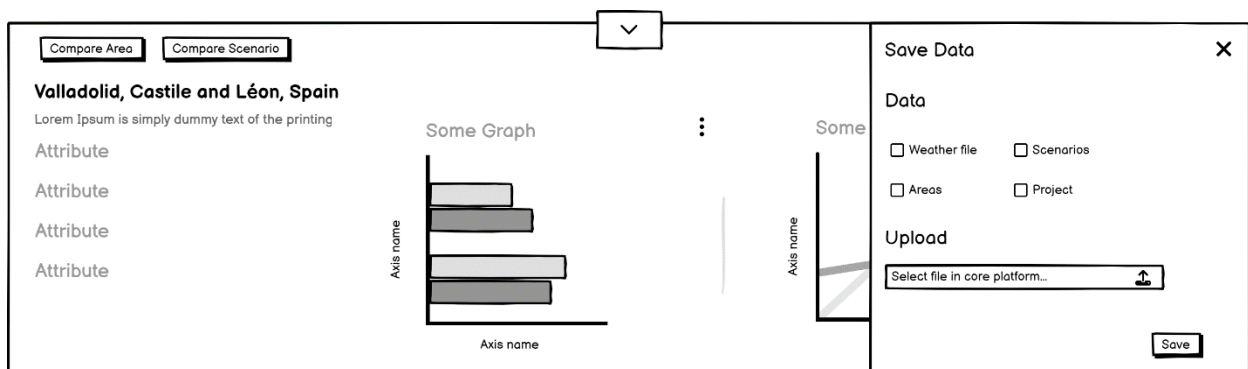 Compare Area
Compare Scenario
Valladolid, Castile and Léon, Spain
Lorem Ipsum is simply dummy text of the printing
Attribute
Attribute
Attribute
Attribute
Some Graph
Axis name
Axis name
Some
Axis name
Save Data
Data
Weather file
Scenarios
Areas
Project
Upload
Select file in core platform...
Save